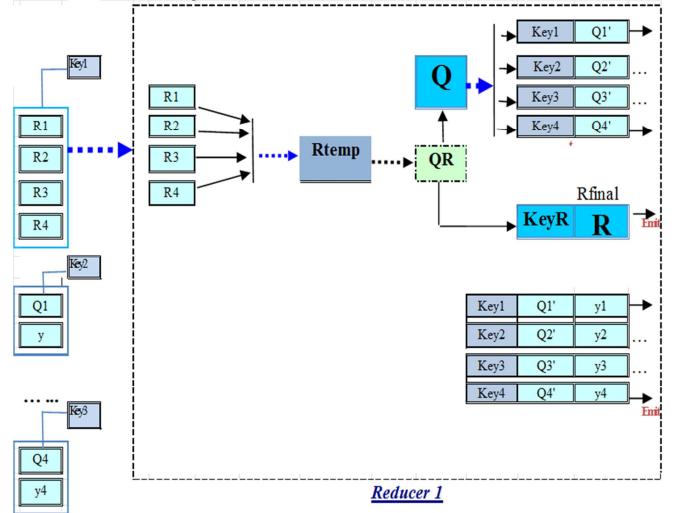 Key1
R1
R2
R3
R4
Key2
Q1
y
... ...
Key3
Q4
y4
R1
R2
R3
R4
Rtemp
QR
Q
Key1 Q1'
Key2 Q2' ...
Key3 Q3' ...
Key4 Q4'
Rfinal
KeyR R
Emit
Key1 Q1' y1
Key2 Q2' y2 ...
Key3 Q3' y3 ...
Key4 Q4' y4
Emit
Reducer 1